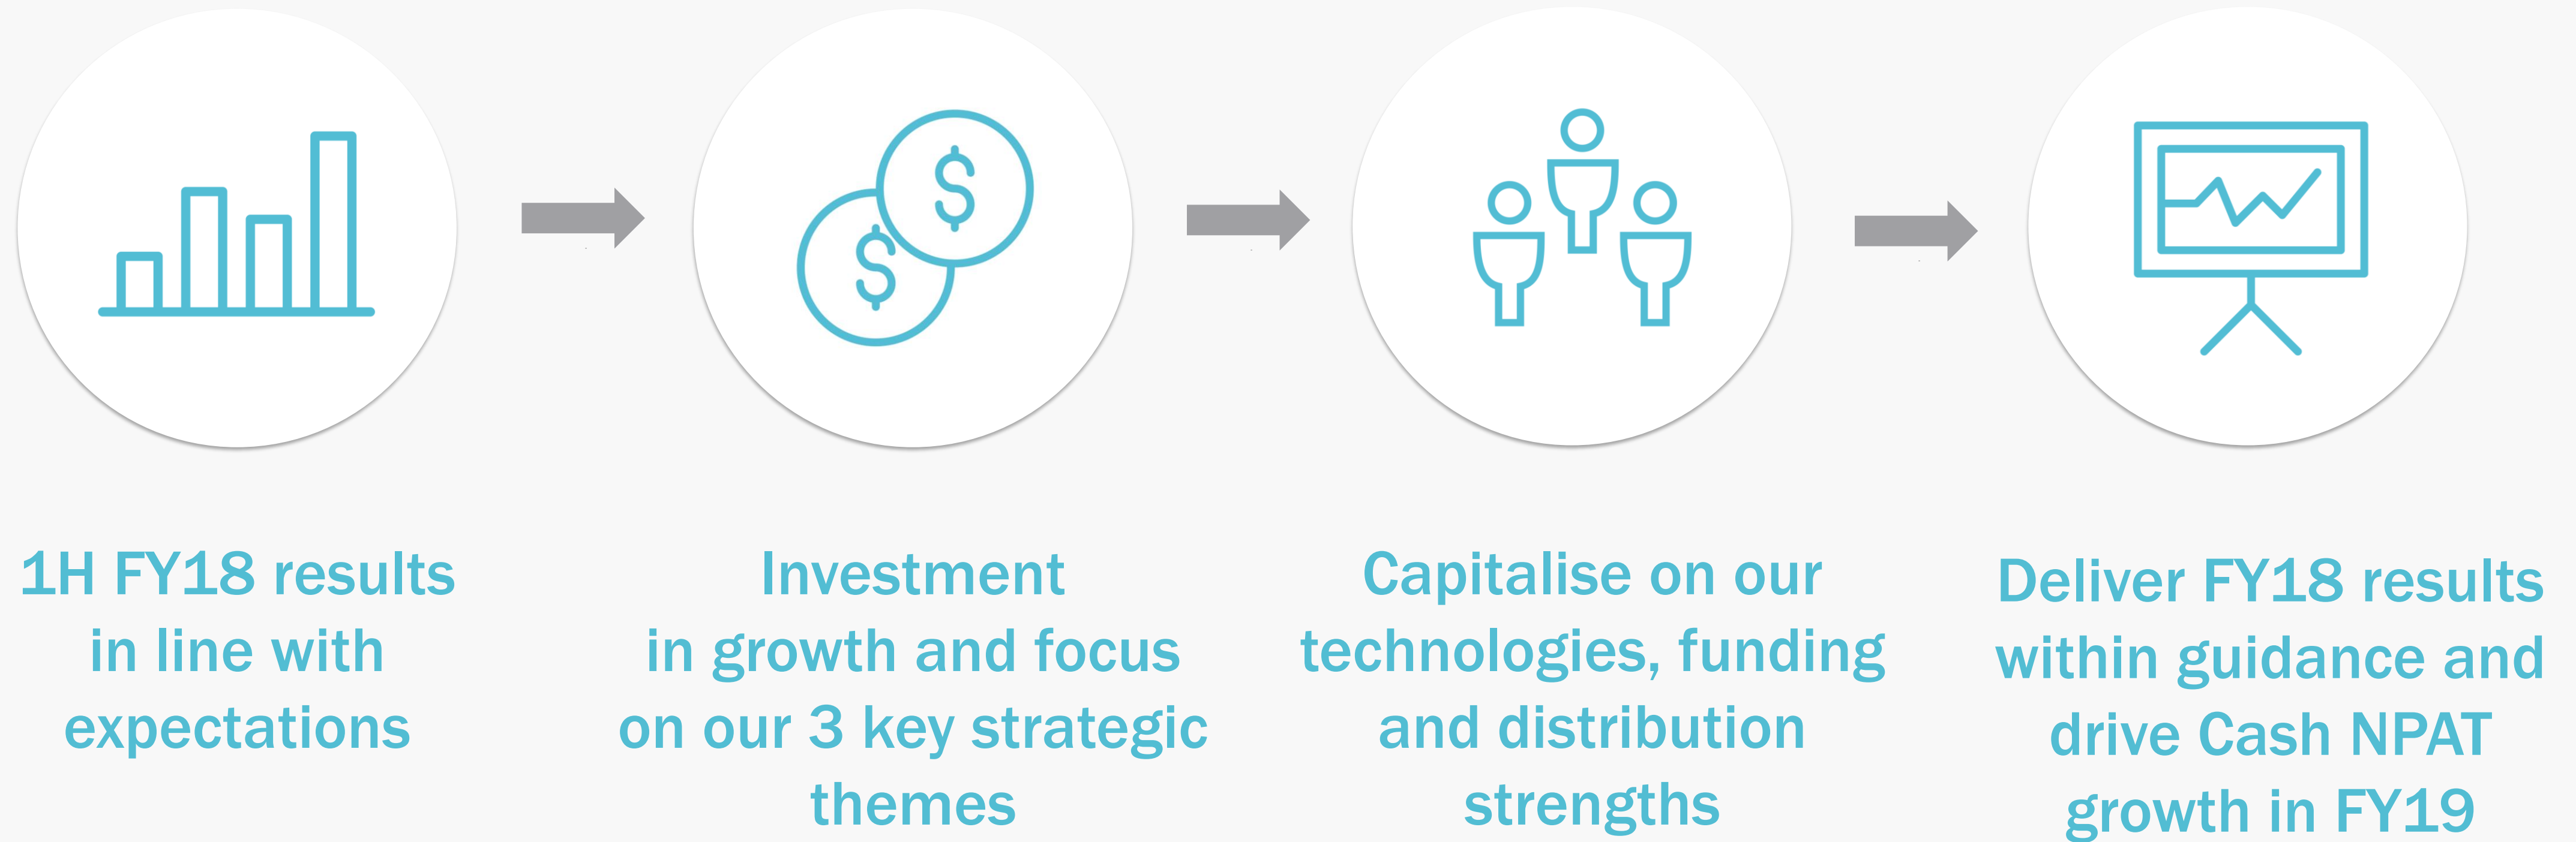 $
$
1H FY18 results
in line with
expectations
Investment
in growth and focus
on our 3 key strategic
themes
Capitalise on our
technologies, funding
and distribution
strengths
Deliver FY18 results
within guidance and
drive Cash NPAT
growth in FY19